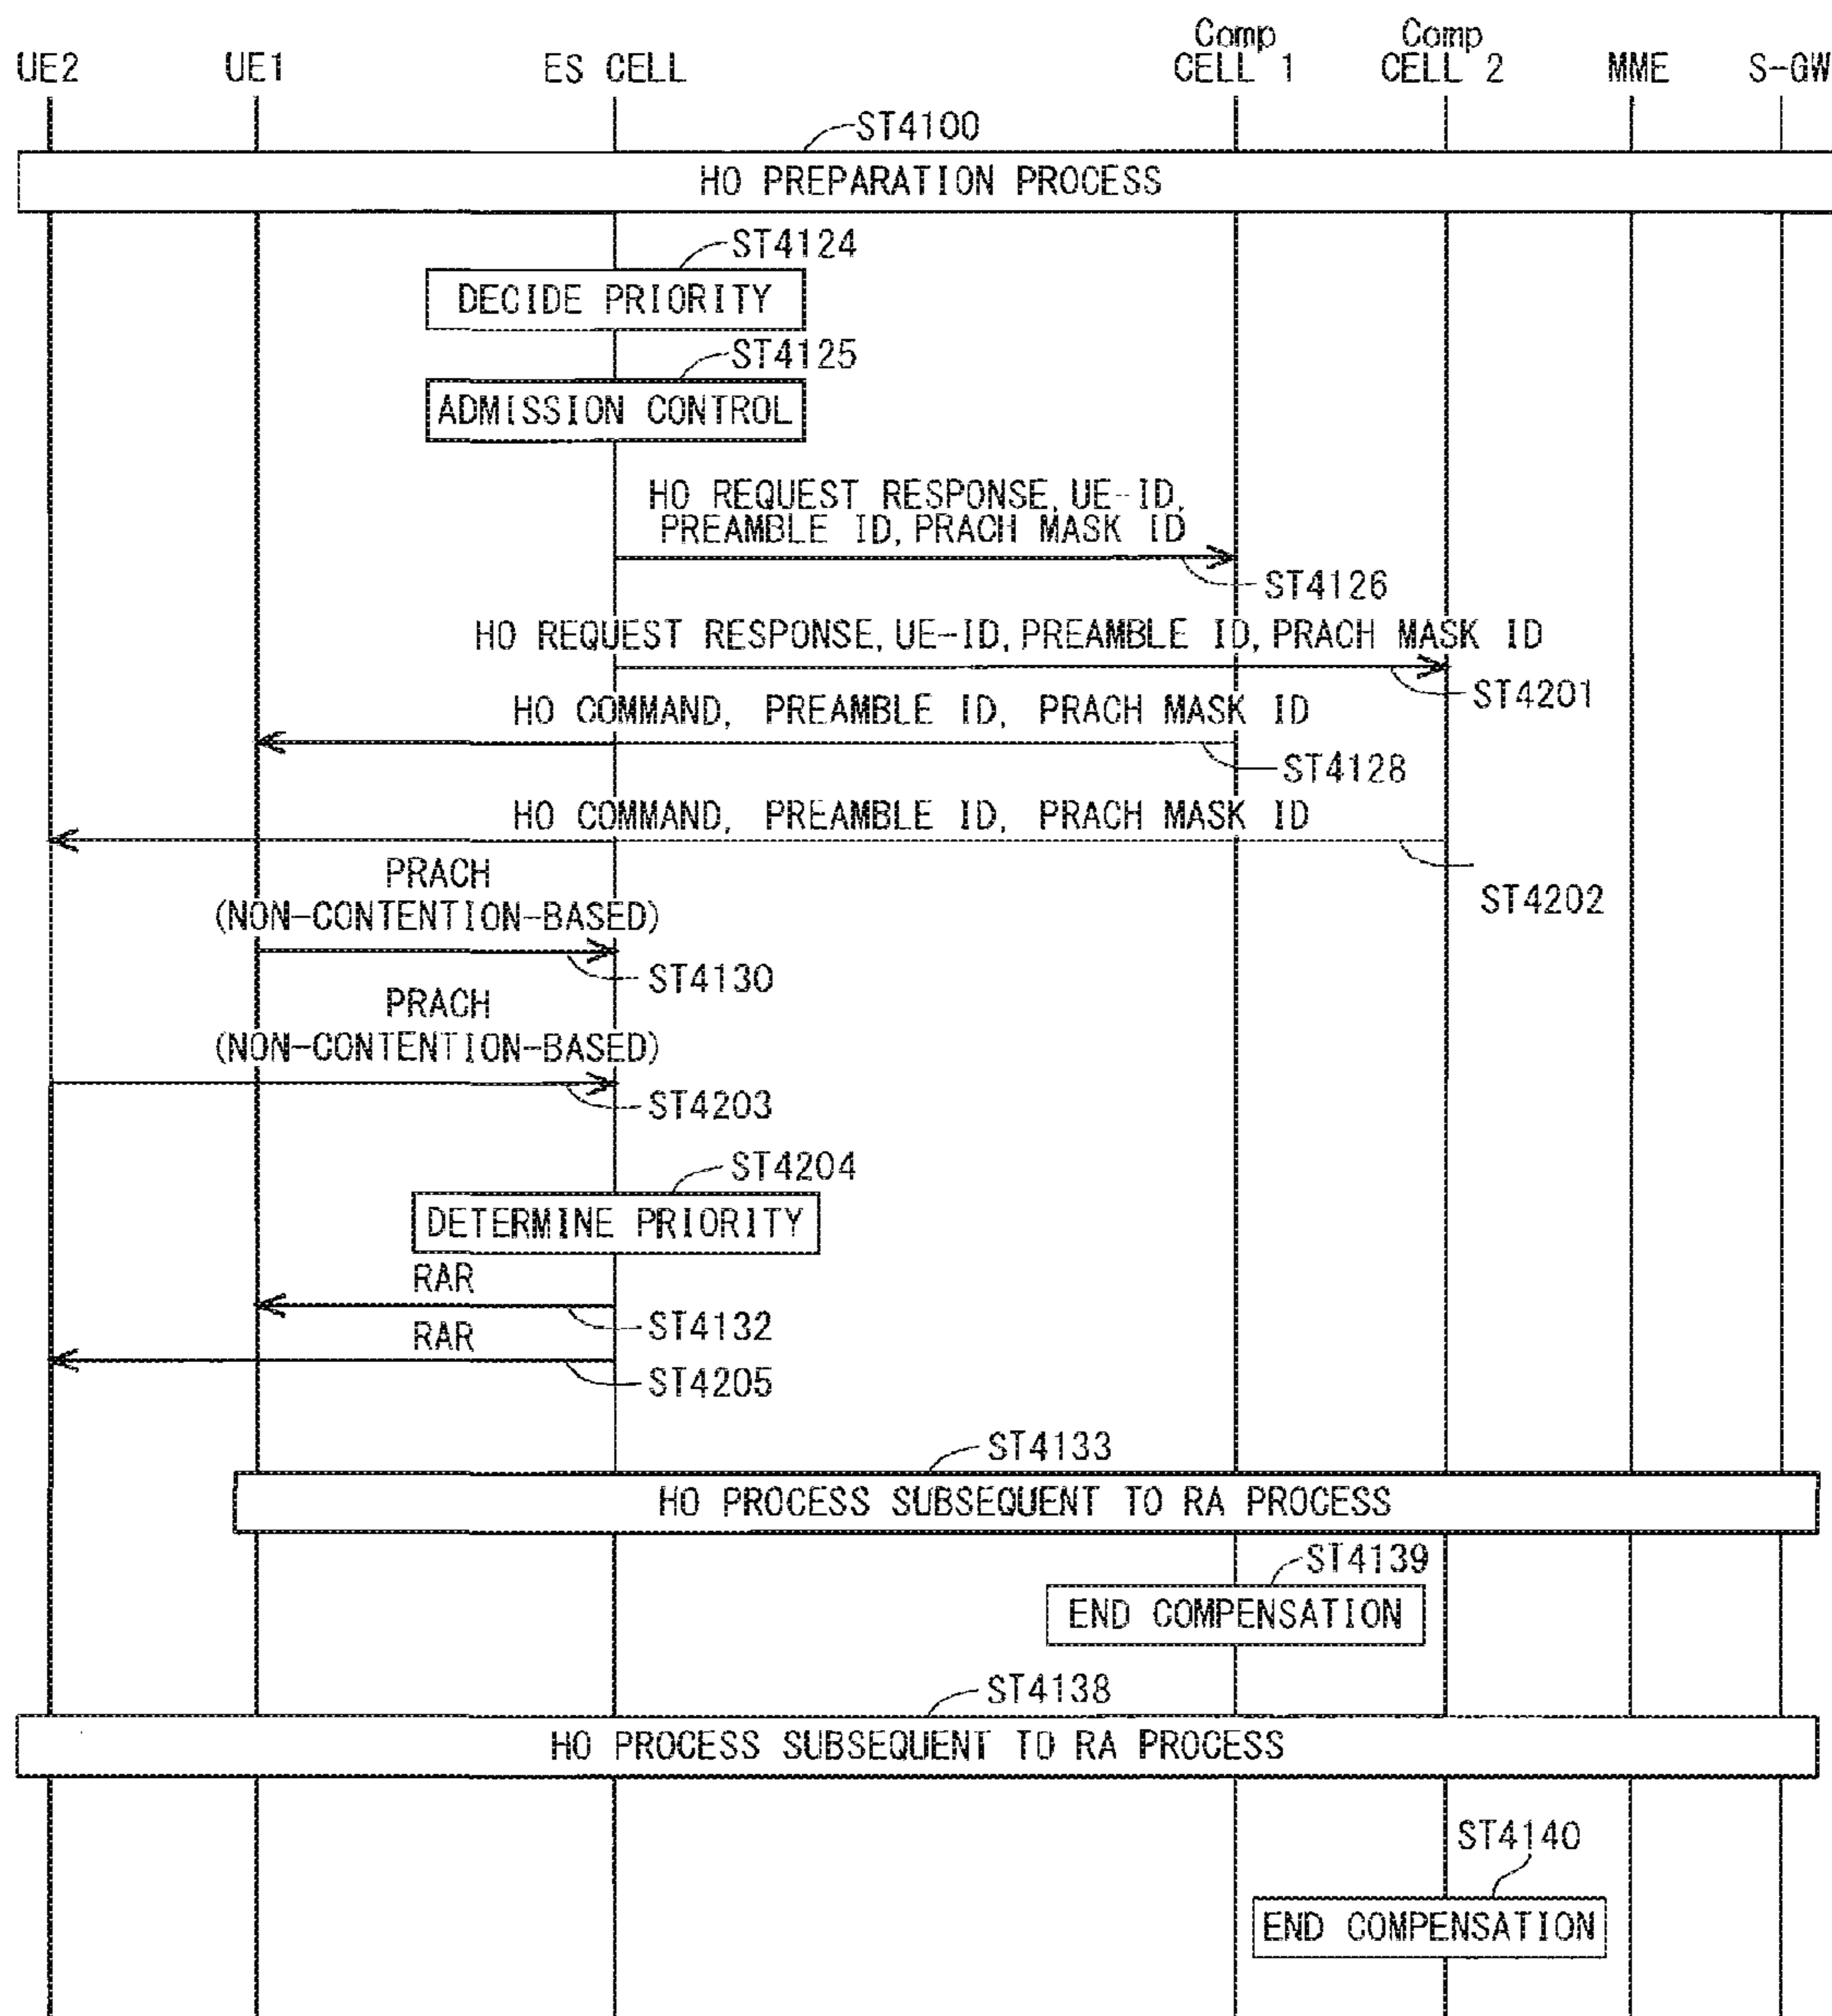 UE2 UE1 ES CELL Comp CELL 1 Comp CELL 2 MME S-GW
ST4100
HO PREPARATION PROCESS
ST4124
DECIDE PRIORITY
ST4125
ADMISSION CONTROL
HO REQUEST RESPONSE, UE-ID,
PREAMBLE ID, PRACH MASK ID
ST4126
HO REQUEST RESPONSE, UE-ID, PREAMBLE ID, PRACH MASK ID
ST4201
HO COMMAND, PREAMBLE ID, PRACH MASK ID
ST4128
HO COMMAND, PREAMBLE ID, PRACH MASK ID
ST4202
PRACH
(NON-CONTENTION-BASED)
ST4130
PRACH
(NON-CONTENTION-BASED)
ST4203
ST4204
DETERMINE PRIORITY
RAR
ST4132
RAR
ST4205
ST4133
HO PROCESS SUBSEQUENT TO RA PROCESS
ST4139
END COMPENSATION
ST4138
HO PROCESS SUBSEQUENT TO RA PROCESS
ST4140
END COMPENSATION